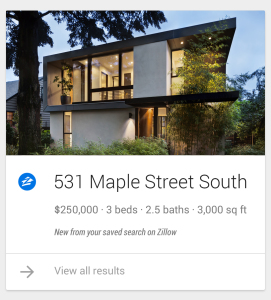 531 Maple Street South
$250,000 · 3 beds · 2.5 baths · 3,000 sq ft
New from your saved search on Zillow
View all results